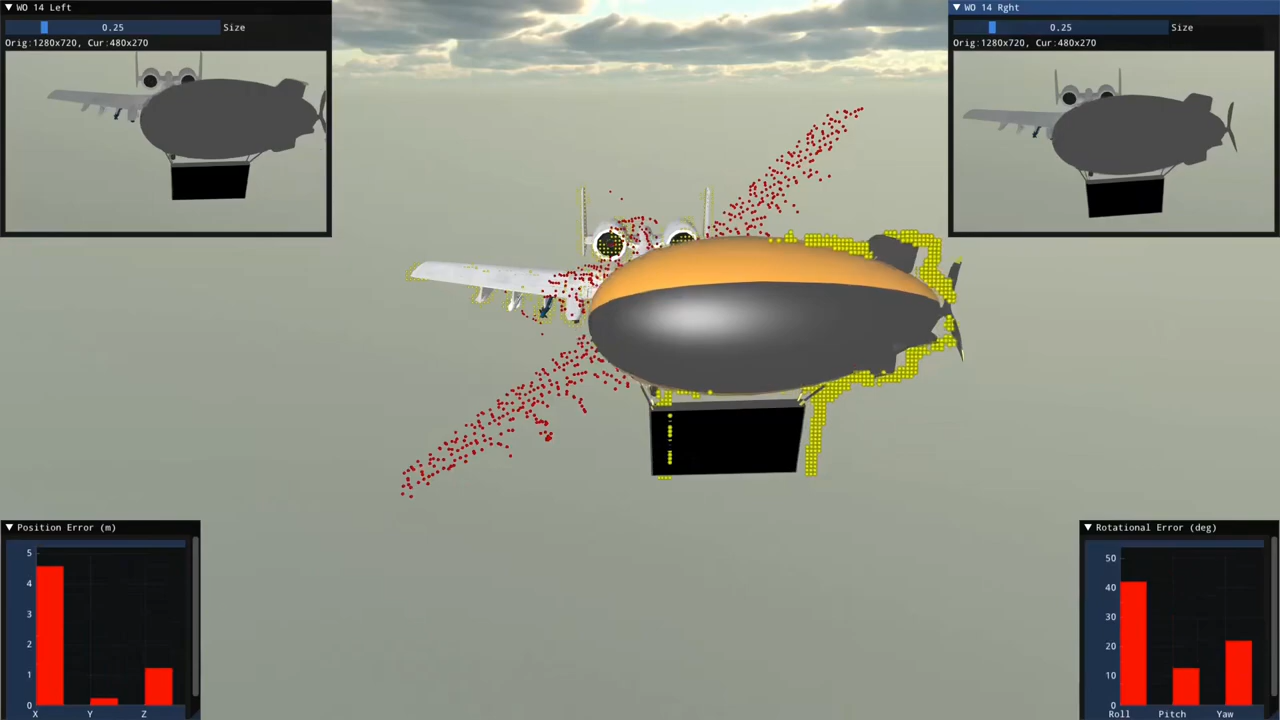 WO 14 Left
0.25 Size
Orig:1280x720, Cur:480x270
WO 14 Rght
0.25 Size
Orig:1280x720, Cur:480x270
Position Error (m)
5
4
3
2
1
0
X Y Z
Rotational Error (deg)
50
40
30
20
10
0
Roll Pitch Yaw